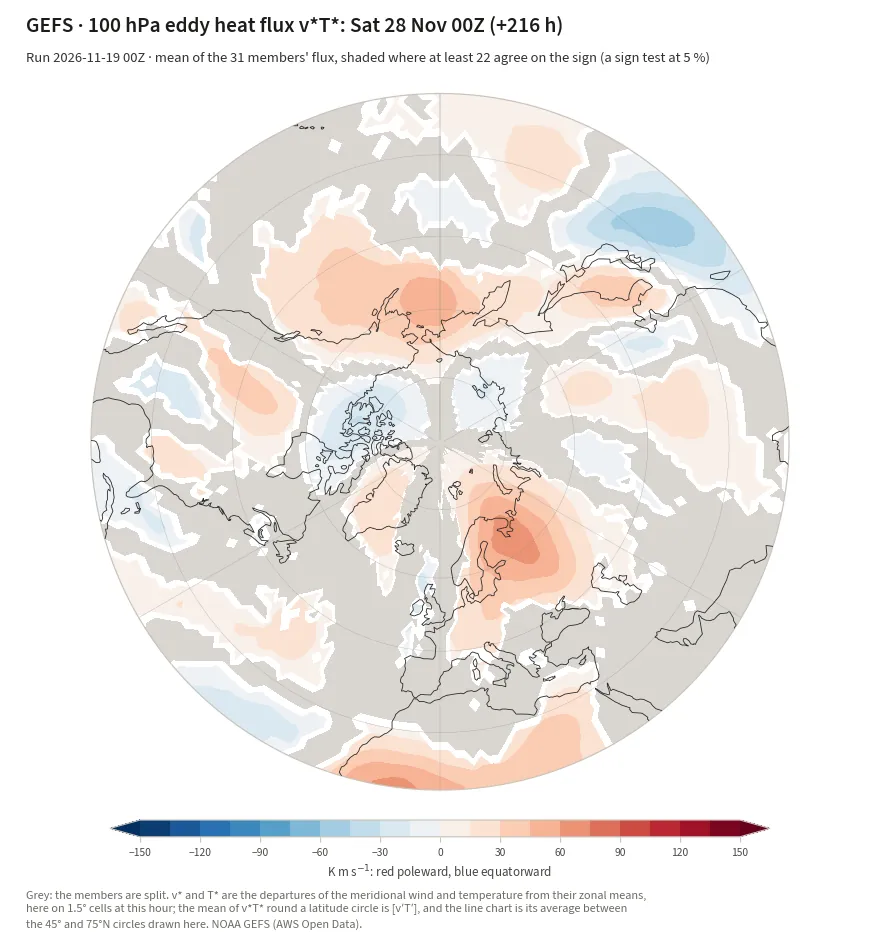 GEFS · 100 hPa eddy heat flux v*T*: Sat 28 Nov 00Z (+216 h)
Run 2026-11-19 00Z · mean of the 31 members' flux, shaded where at least 22 agree on the sign (a sign test at 5 %)
−150 −120 −90 −60 −30 0 30 60 90 120 150
K m s⁻¹: red poleward, blue equatorward
Grey: the members are split. v* and T* are the departures of the meridional wind and temperature from their zonal means,
here on 1.5° cells at this hour; the mean of v*T* round a latitude circle is [v'T'], and the line chart is its average between
the 45° and 75°N circles drawn here. NOAA GEFS (AWS Open Data).